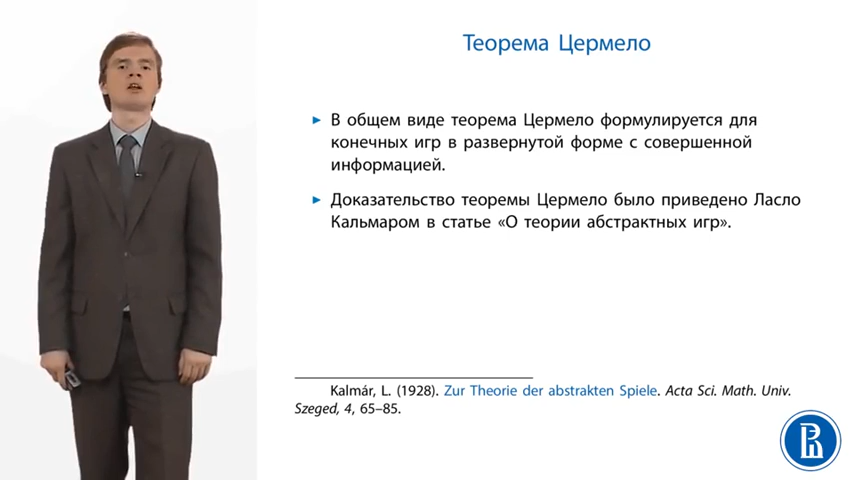 Теорема Цермело
В общем виде теорема Цермело формулируется для
конечных игр в развернутой форме с совершенной
информацией.
Доказательство теоремы Цермело было приведено Ласло
Кальмаром в статье «О теории абстрактных игр».
Kalmár, L. (1928). Zur Theorie der abstrakten Spiele. Acta Sci. Math. Univ.
Szeged, 4, 65–85.